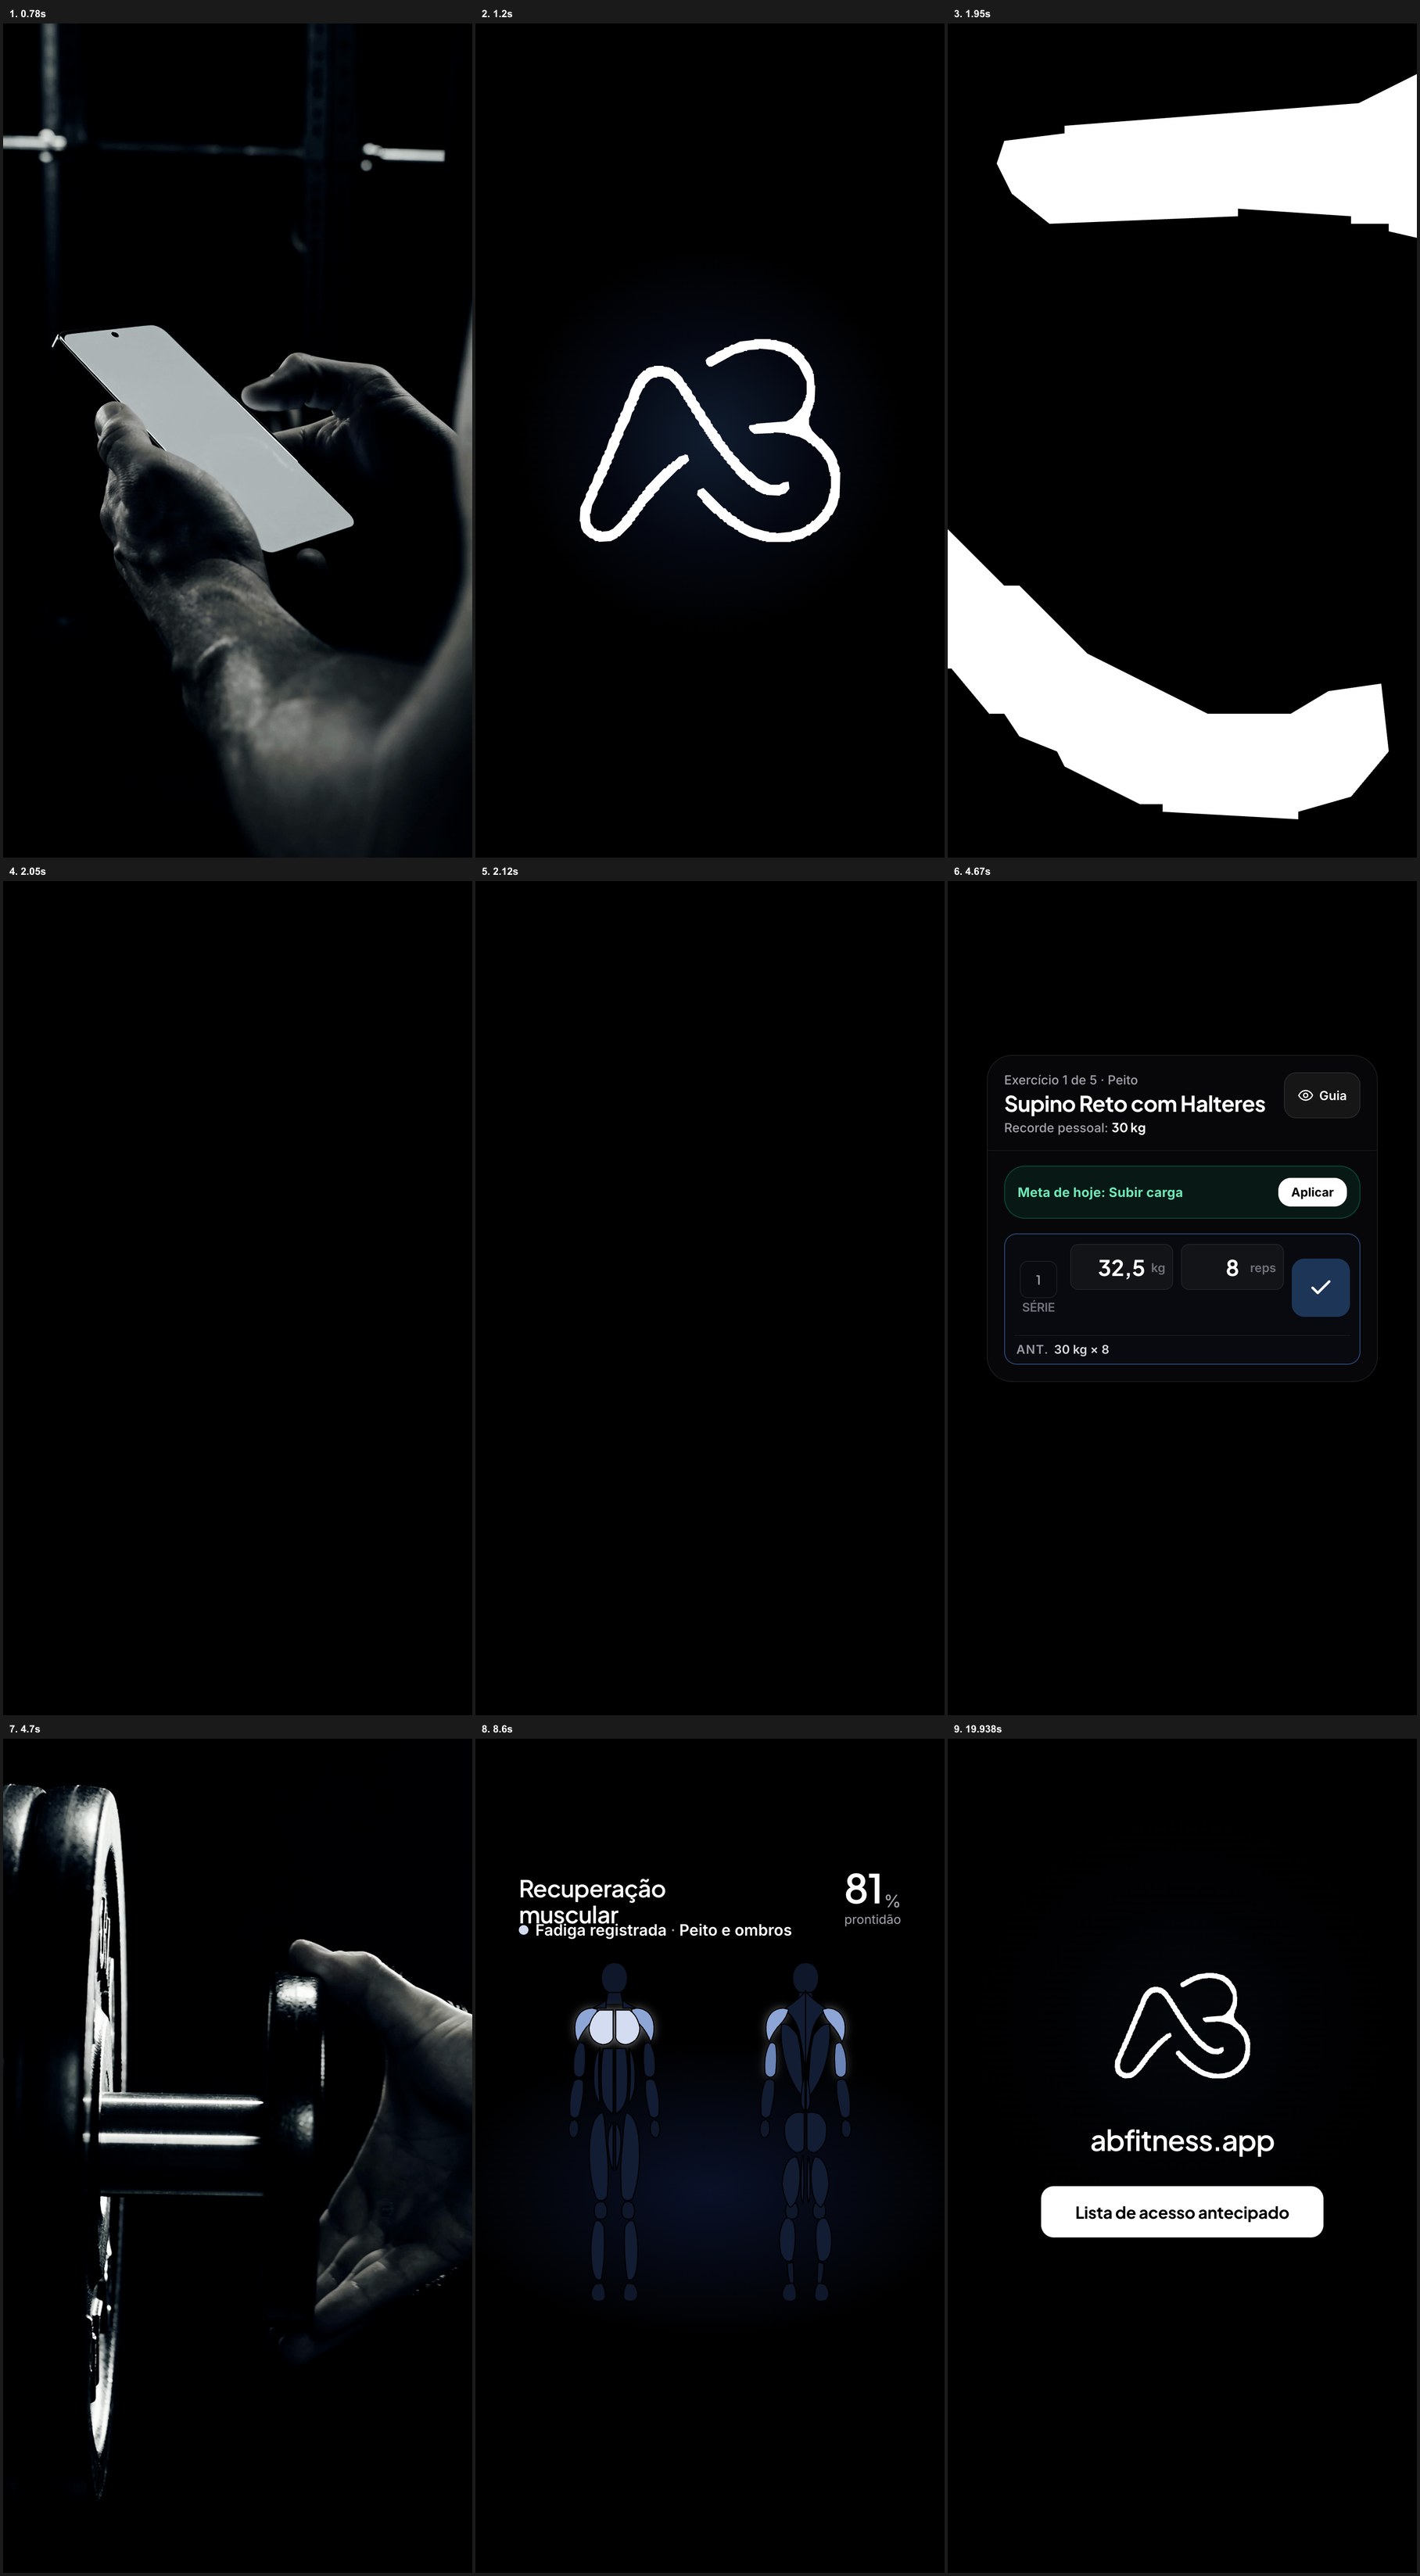 1. 0.78s
2. 1.2s
3. 1.95s
AB
4. 2.05s
5. 2.12s
6. 4.67s
Exercício 1 de 5 · Peito
Supino Reto com Halteres
Recorde pessoal: 30 kg
Guia
Meta de hoje: Subir carga
Aplicar
1
SÉRIE
32,5 kg
8 reps
ANT. 30 kg × 8
7. 4.7s
8. 8.6s
9. 19.938s
Recuperação
muscular
81%
prontidão
Fadiga registrada · Peito e ombros
AB
abfitness.app
Lista de acesso antecipado